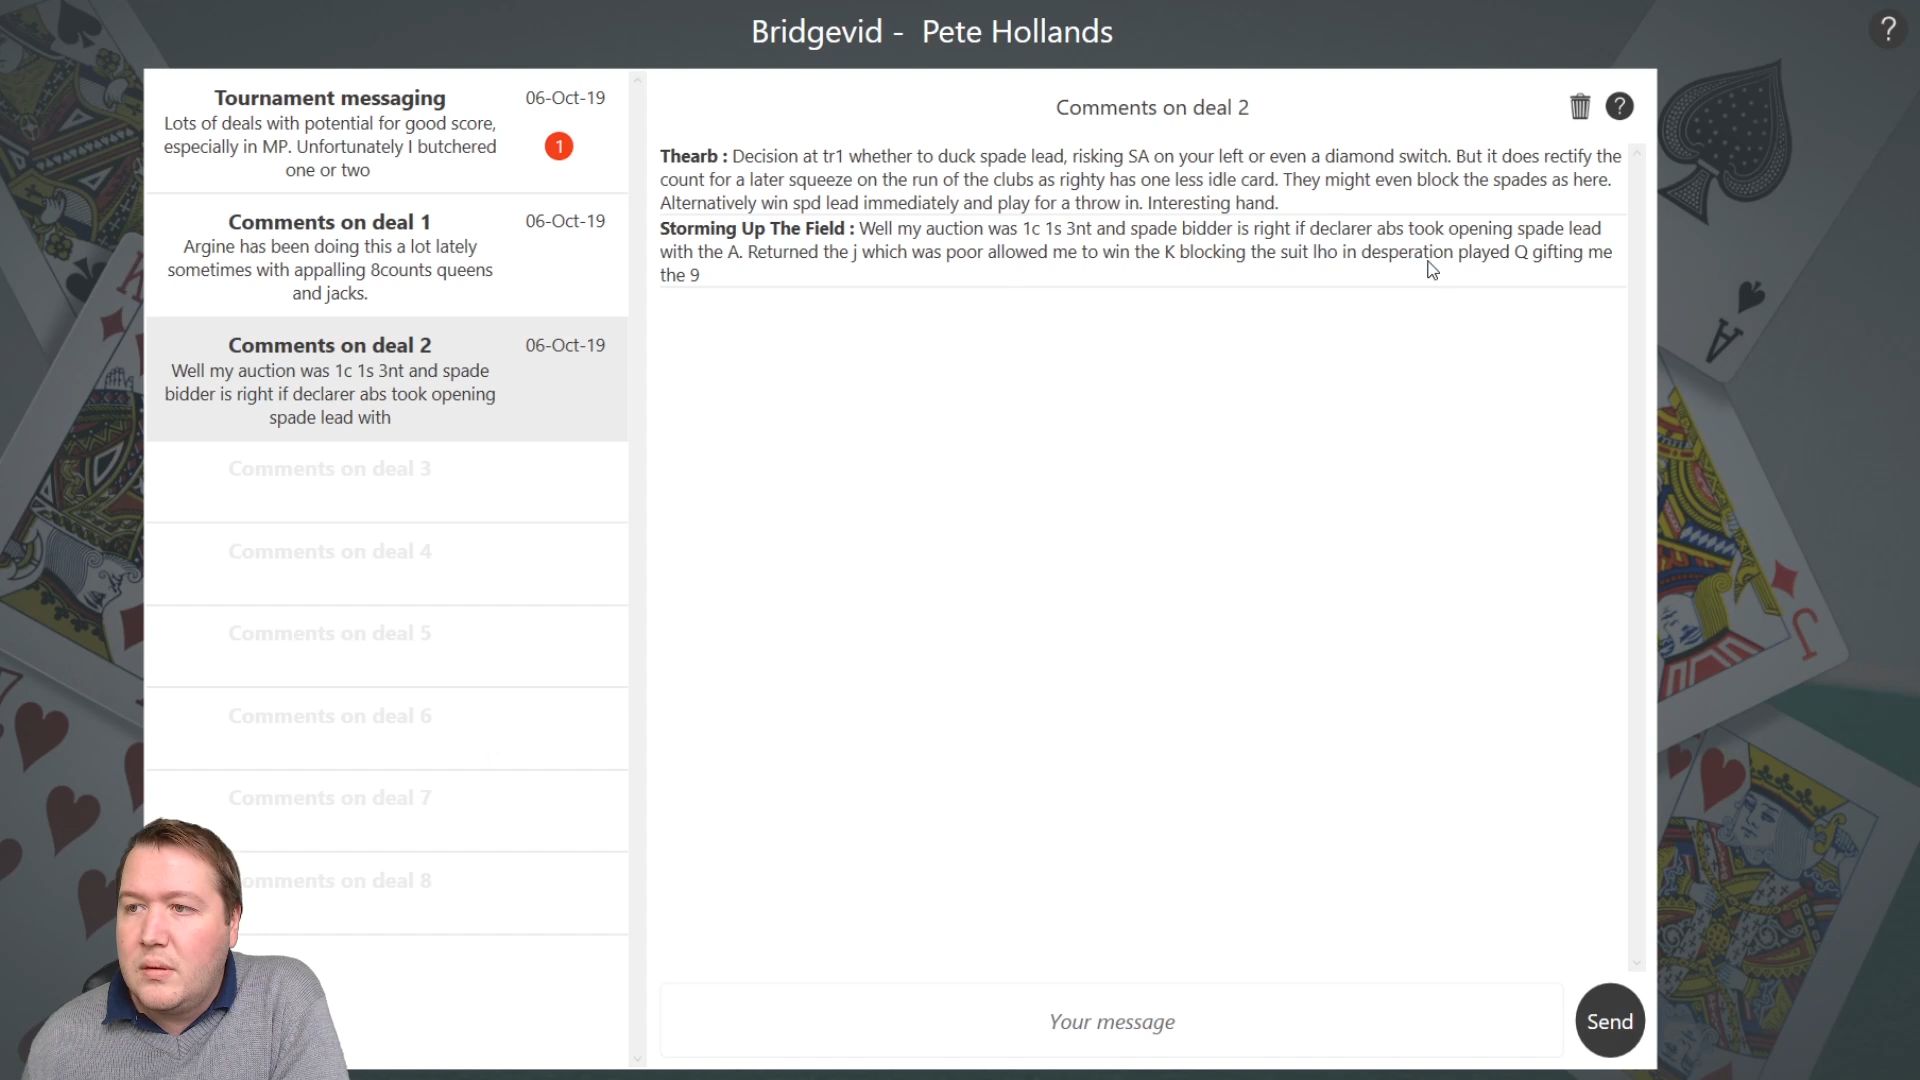 Bridgevid -  Pete Hollands
?
Tournament messaging
06-Oct-19
Lots of deals with potential for good score,
especially in MP. Unfortunately I butchered
one or two
1
Comments on deal 1
06-Oct-19
Argine has been doing this a lot lately
sometimes with appalling 8counts queens
and jacks.
Comments on deal 2
06-Oct-19
Well my auction was 1c 1s 3nt and spade
bidder is right if declarer abs took opening
spade lead with
Comments on deal 3
Comments on deal 4
Comments on deal 5
Comments on deal 6
Comments on deal 7
omments on deal 8
Comments on deal 2
?
Thearb : Decision at tr1 whether to duck spade lead, risking SA on your left or even a diamond switch. But it does rectify the
count for a later squeeze on the run of the clubs as righty has one less idle card. They might even block the spades as here.
Alternatively win spd lead immediately and play for a throw in. Interesting hand.
Storming Up The Field : Well my auction was 1c 1s 3nt and spade bidder is right if declarer abs took opening spade lead
with the A. Returned the j which was poor allowed me to win the K blocking the suit lho in desperation played Q gifting me
the 9
Your message
Send
A
J
K